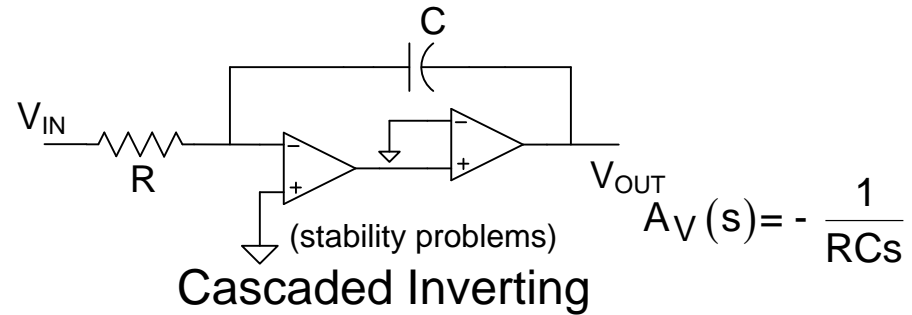 C
V_IN
R
−
+
−
+
V_OUT
A_V(s)= - 1/RCs
(stability problems)
Cascaded Inverting